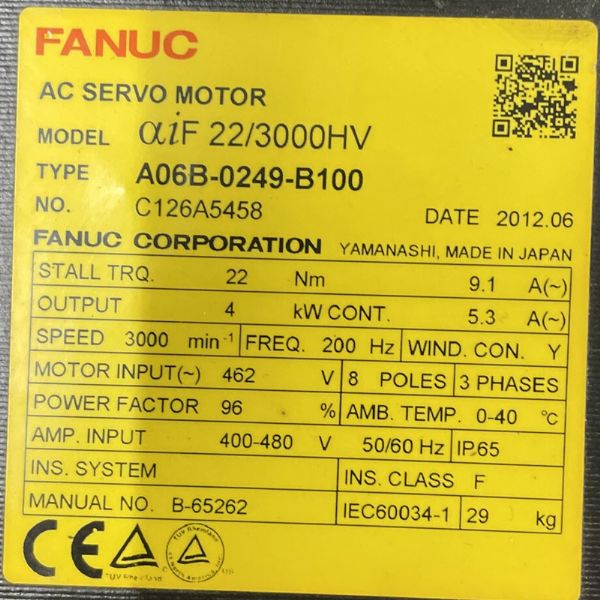 FANUC
AC SERVO MOTOR
MODEL αiF 22/3000HV
TYPE A06B-0249-B100
NO. C126A5458 DATE 2012.06
FANUC CORPORATION YAMANASHI, MADE IN JAPAN
STALL TRQ. 22 Nm 9.1 A(~)
OUTPUT 4 kW CONT. 5.3 A(~)
SPEED 3000 min-1 FREQ. 200 Hz WIND. CON. Y
MOTOR INPUT(~) 462 V 8 POLES 3 PHASES
POWER FACTOR 96 % AMB. TEMP. 0-40 ℃
AMP. INPUT 400-480 V 50/60 Hz IP65
INS. SYSTEM INS. CLASS F
MANUAL NO. B-65262 IEC60034-1 29 kg
CE
TÜV Rheinland